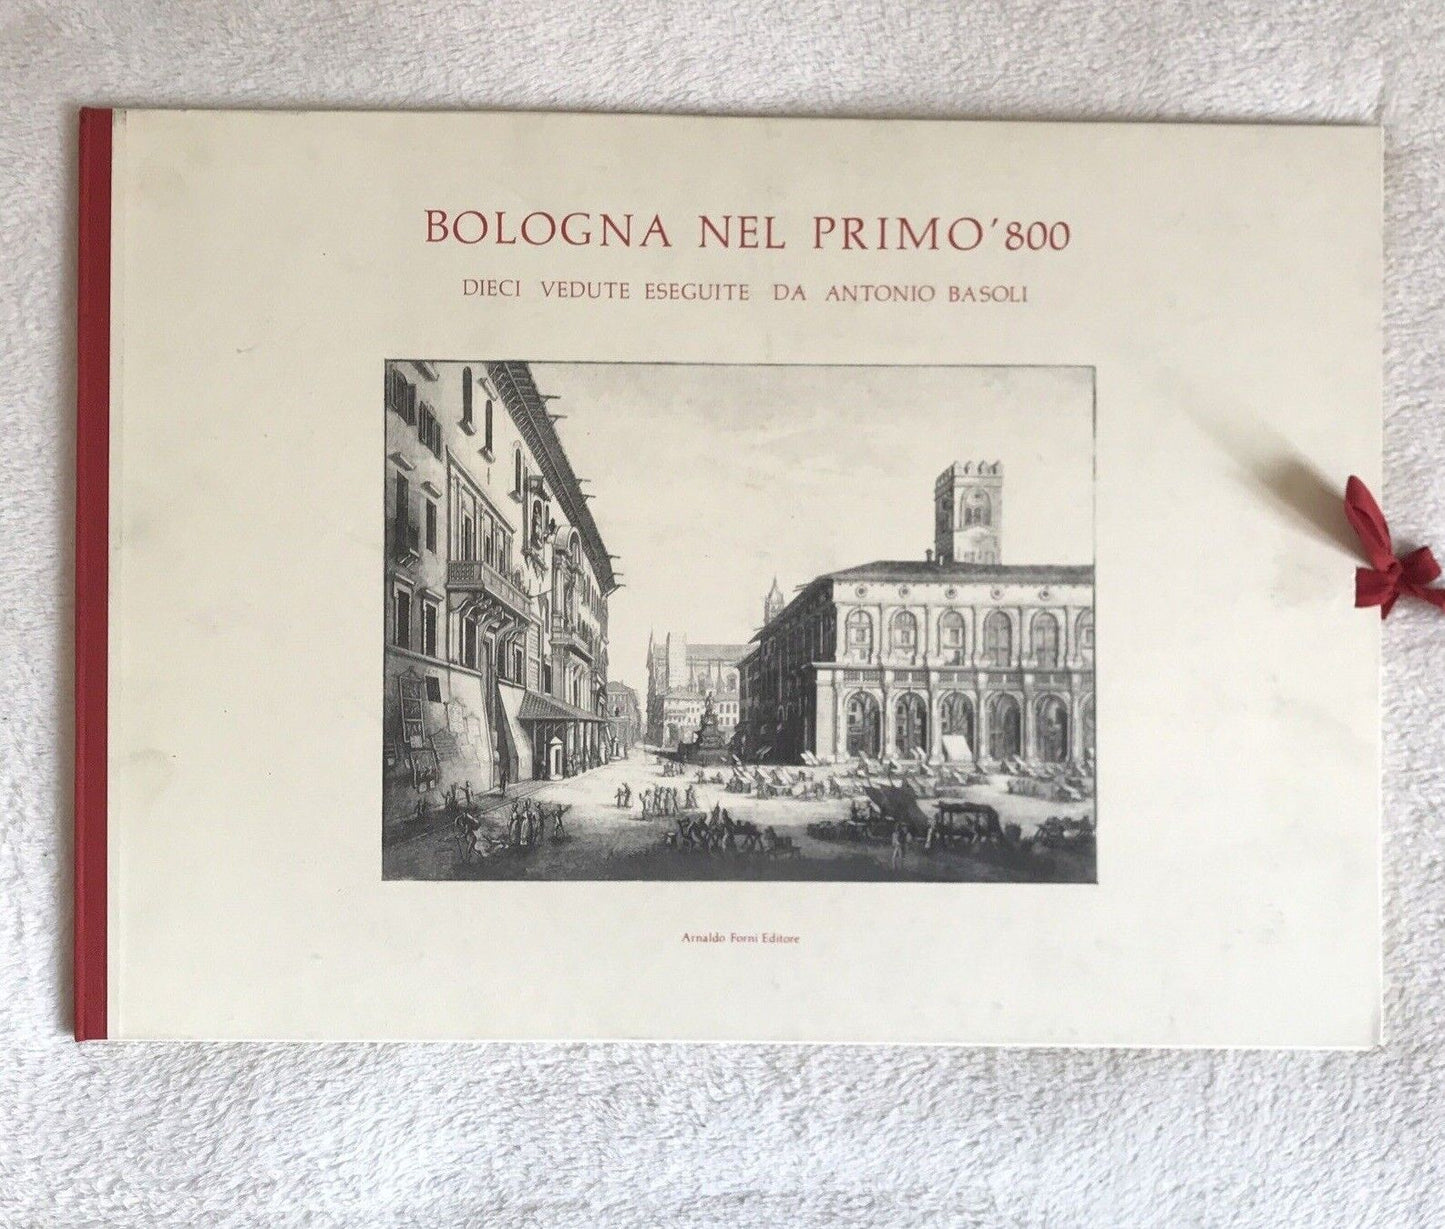 BOLOGNA NEL PRIMO '800
DIECI VEDUTE ESEGUITE DA ANTONIO BASOLI
Arnaldo Forni Editore